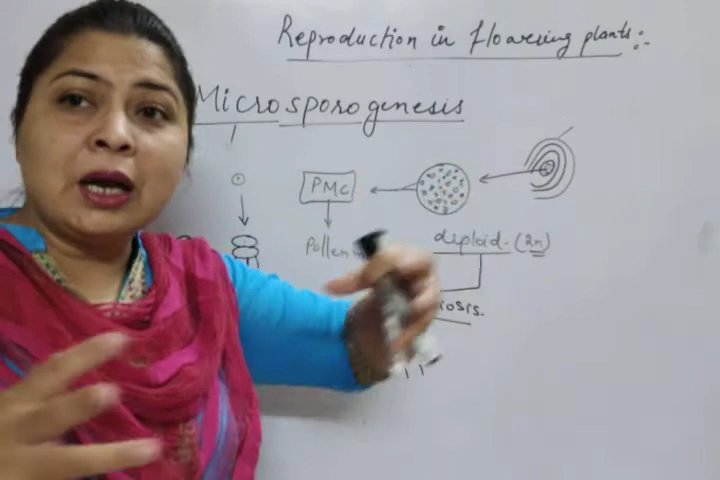 Reproduction in flowering plants:-
Microsporogenesis
PMC
Pollen
diploid. (2n)